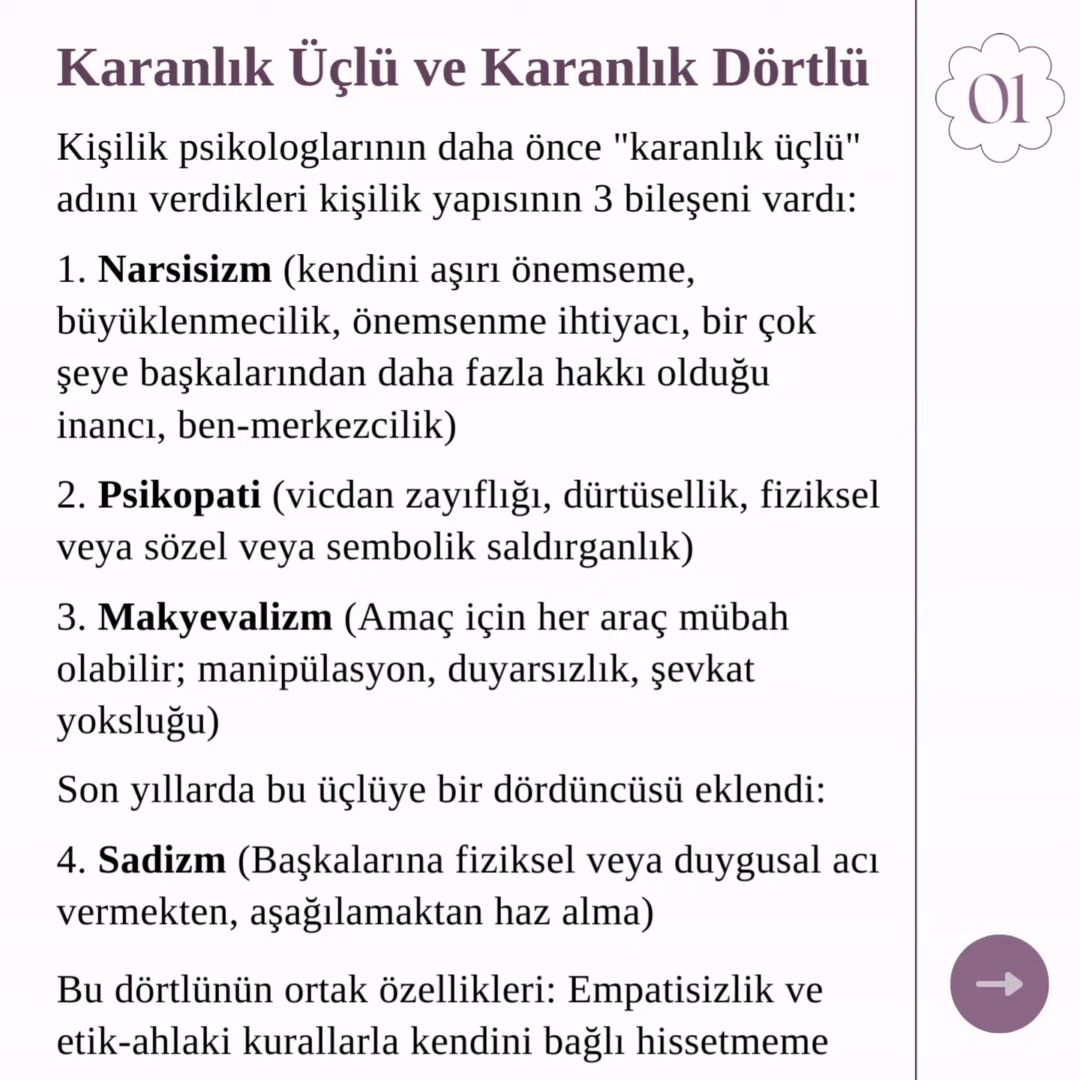 Karanlık Üçlü ve Karanlık Dörtlü
01
Kişilik psikologlarının daha önce "karanlık üçlü"
adını verdikleri kişilik yapısının 3 bileşeni vardı:
1. Narsisizm (kendini aşırı önemseme,
büyüklenmecilik, önemsenme ihtiyacı, bir çok
şeye başkalarından daha fazla hakkı olduğu
inancı, ben-merkezcilik)
2. Psikopati (vicdan zayıflığı, dürtüsellik, fiziksel
veya sözel veya sembolik saldırganlık)
3. Makyevalizm (Amaç için her araç mübah
olabilir; manipülasyon, duyarsızlık, şevkat
yoksluğu)
Son yıllarda bu üçlüye bir dördüncüsü eklendi:
4. Sadizm (Başkalarına fiziksel veya duygusal acı
vermekten, aşağılamaktan haz alma)
Bu dörtlünün ortak özellikleri: Empatisizlik ve
etik-ahlaki kurallarla kendini bağlı hissetmeme